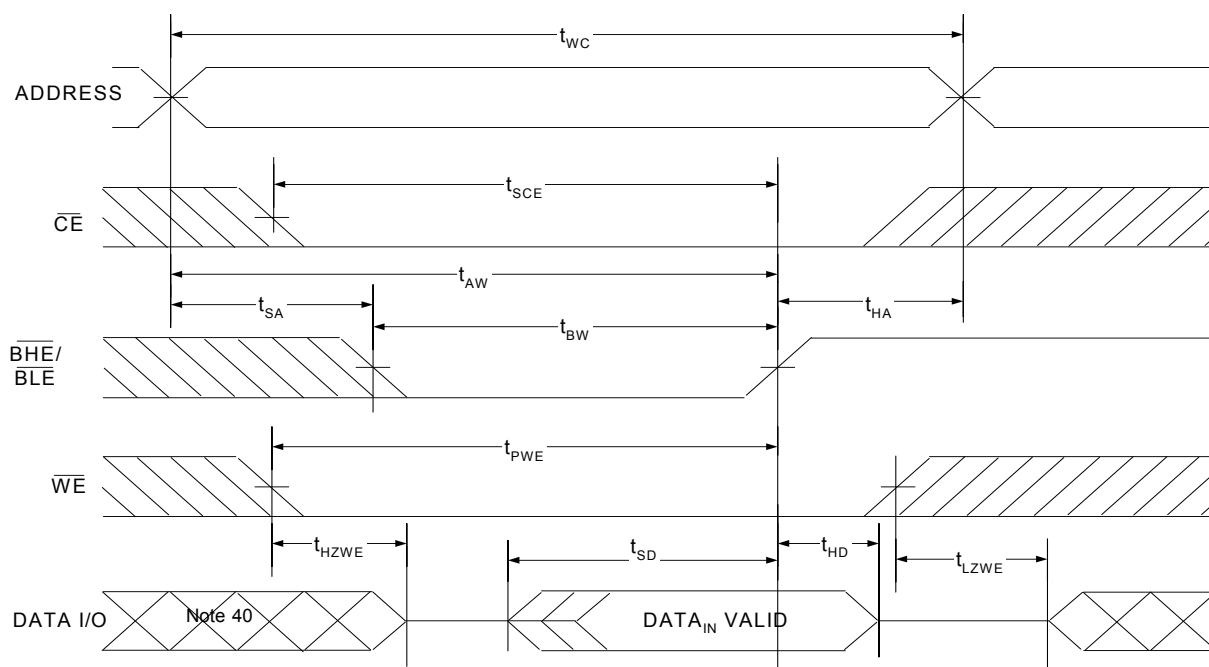 tWC
ADDRESS
tSCE
CE
tAW
tSA
tHA
tBW
BHE/
BLE
tPWE
WE
tHZWE
tSD
tHD
tLZWE
DATA I/O
Note 40
DATAIN VALID